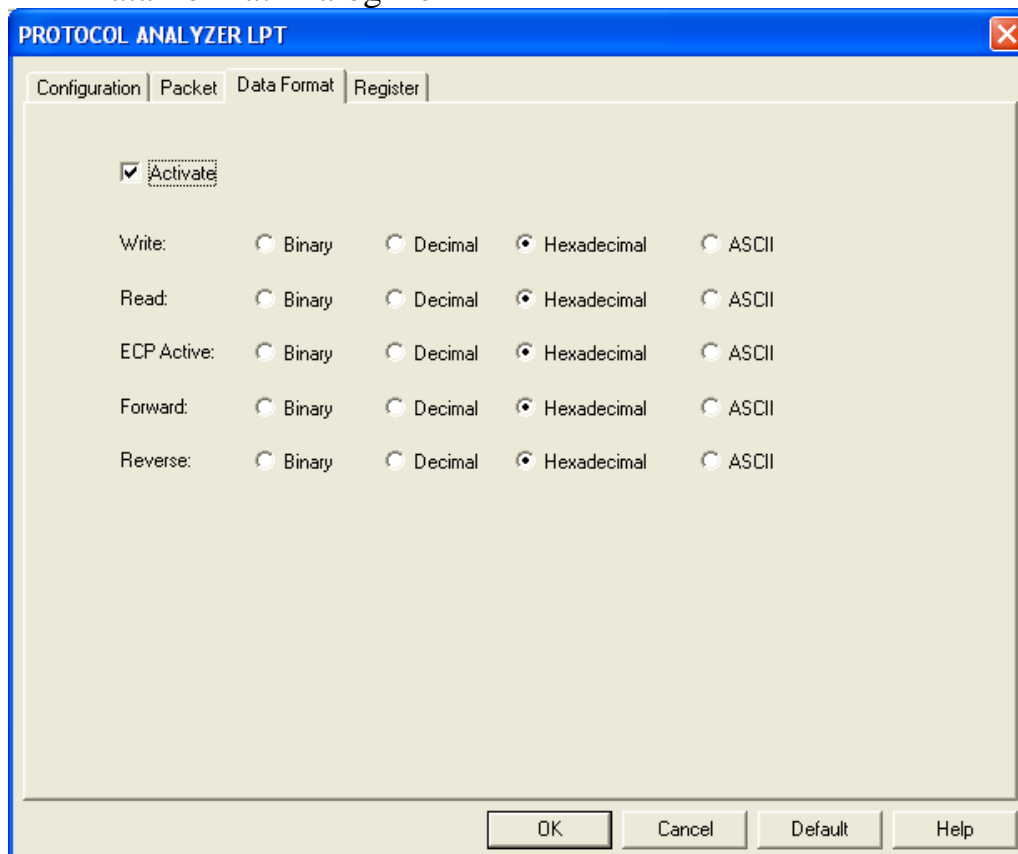 PROTOCOL ANALYZER LPT
Configuration Packet Data Format Register
Activate
Write: Binary Decimal Hexadecimal ASCII
Read: Binary Decimal Hexadecimal ASCII
ECP Active: Binary Decimal Hexadecimal ASCII
Forward: Binary Decimal Hexadecimal ASCII
Reverse: Binary Decimal Hexadecimal ASCII
OK Cancel Default Help